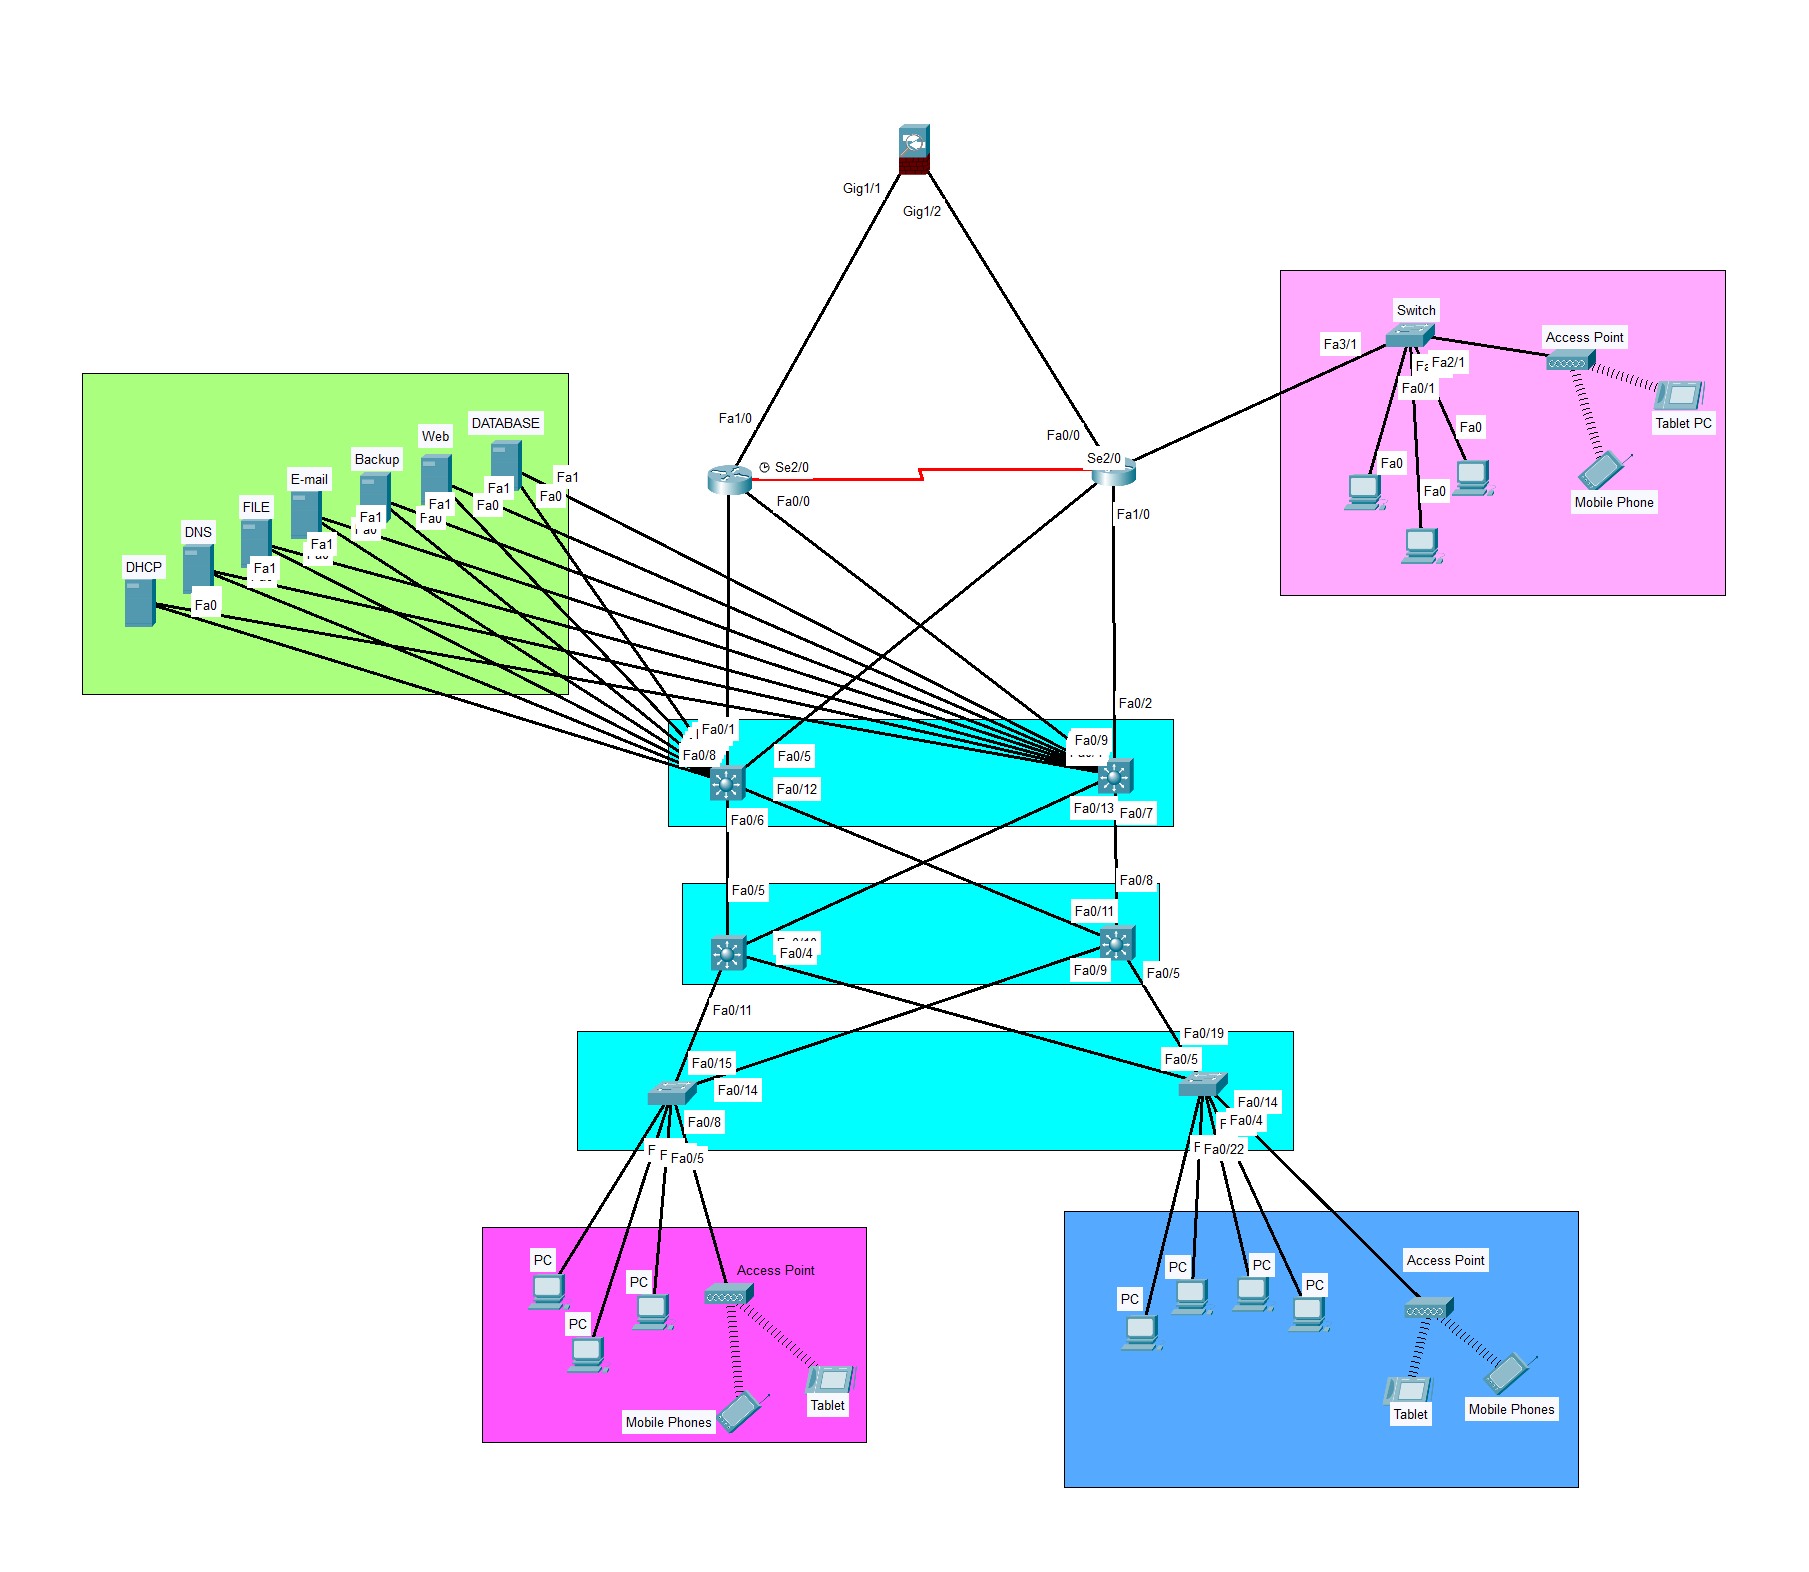 Gig1/1
Gig1/2
Switch
Fa3/1
Access Point
Fa2/1
Fa0/1
Tablet PC
Fa0
Fa0
Fa0
Mobile Phone
Fa1/0
Fa0/0
Se2/0
Se2/0
Fa0/0
Fa1/0
DATABASE
Web
Backup
E-mail
FILE
DNS
DHCP
Fa1
Fa0
Fa1
Fa0
Fa1
Fa0
Fa1
Fa0
Fa1
Fa1
Fa0
Fa0/2
Fa0/1
Fa0/8
Fa0/5
Fa0/9
Fa0/12
Fa0/13
Fa0/7
Fa0/6
Fa0/5
Fa0/8
Fa0/11
Fa0/4
Fa0/9
Fa0/5
Fa0/11
Fa0/19
Fa0/15
Fa0/5
Fa0/14
Fa0/14
Fa0/8
Fa0/4
Fa0/5
Fa0/22
PC
PC
PC
Access Point
Mobile Phones
Tablet
PC
PC
PC
PC
Access Point
Tablet
Mobile Phones